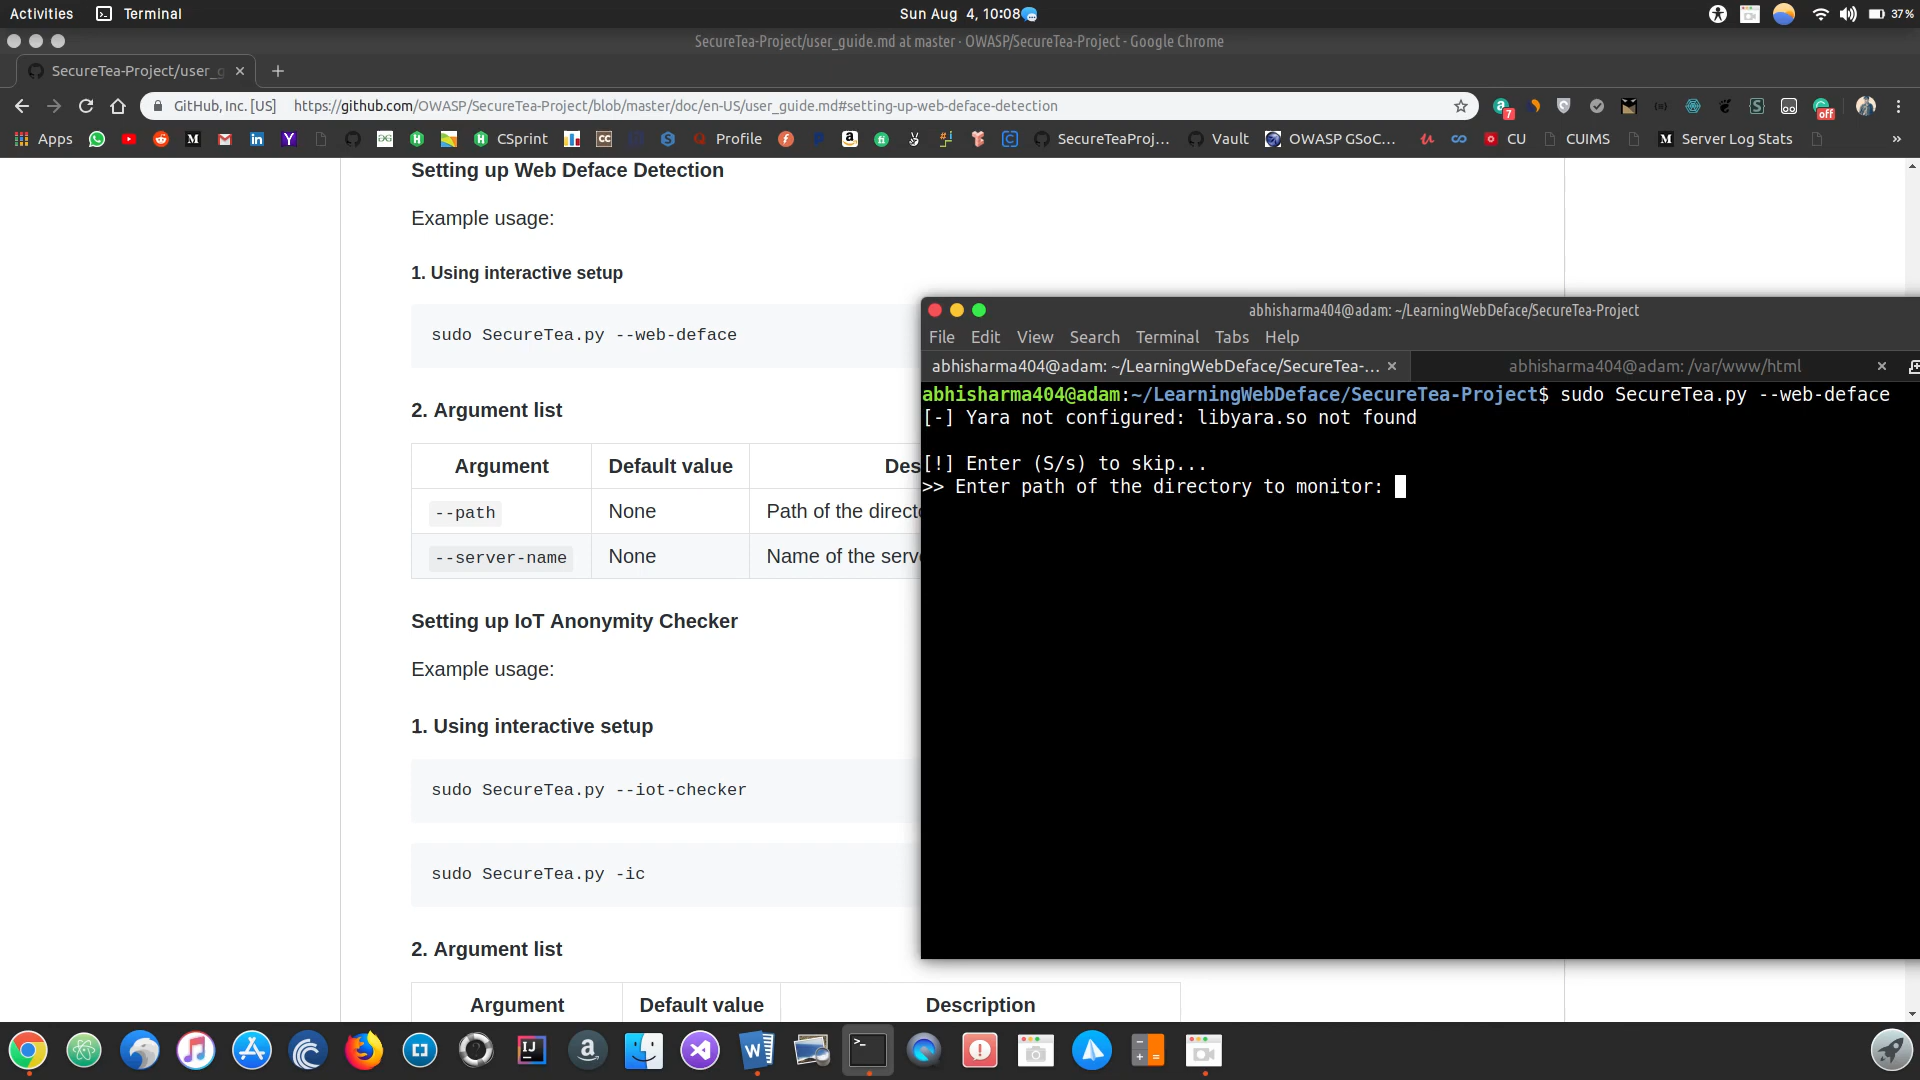 Activities
Terminal
Sun Aug 4, 10:08
37 %
SecureTea-Project/user_guide.md at master · OWASP/SecureTea-Project - Google Chrome
SecureTea-Project/user_g
GitHub, Inc. [US]
https://github.com/OWASP/SecureTea-Project/blob/master/doc/en-US/user_guide.md#setting-up-web-deface-detection
7
off
Apps
CSprint
Profile
SecureTeaProj...
Vault
OWASP GSoC...
CU
CUIMS
Server Log Stats
»
Setting up Web Deface Detection
Example usage:
1. Using interactive setup
sudo SecureTea.py --web-deface
2. Argument list
Argument Default value Des
--path None Path of the directo
--server-name None Name of the serve
Setting up IoT Anonymity Checker
Example usage:
1. Using interactive setup
sudo SecureTea.py --iot-checker
sudo SecureTea.py -ic
2. Argument list
Argument Default value Description
abhisharma404@adam: ~/LearningWebDeface/SecureTea-Project
File Edit View Search Terminal Tabs Help
abhisharma404@adam: ~/LearningWebDeface/SecureTea-...
abhisharma404@adam: /var/www/html
abhisharma404@adam:~/LearningWebDeface/SecureTea-Project$ sudo SecureTea.py --web-deface
[-] Yara not configured: libyara.so not found
[!] Enter (S/s) to skip...
>> Enter path of the directory to monitor: